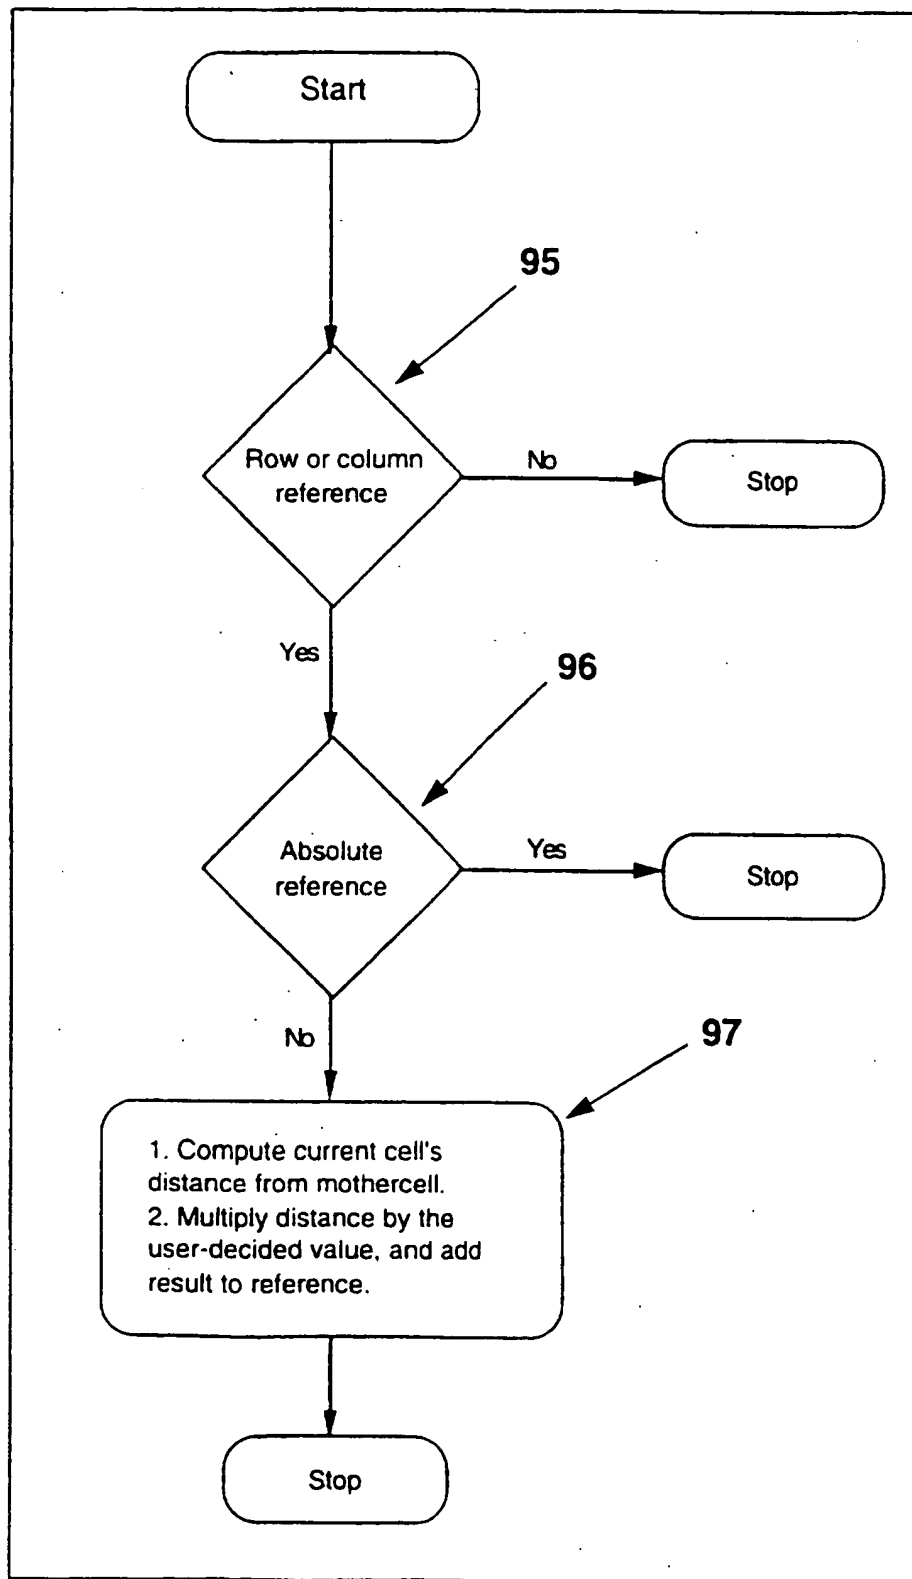 Start
95
Row or column
reference
No
Stop
Yes
96
Absolute
reference
Yes
Stop
No
97
1. Compute current cell's
distance from mothercell.
2. Multiply distance by the
user-decided value, and add
result to reference.
Stop